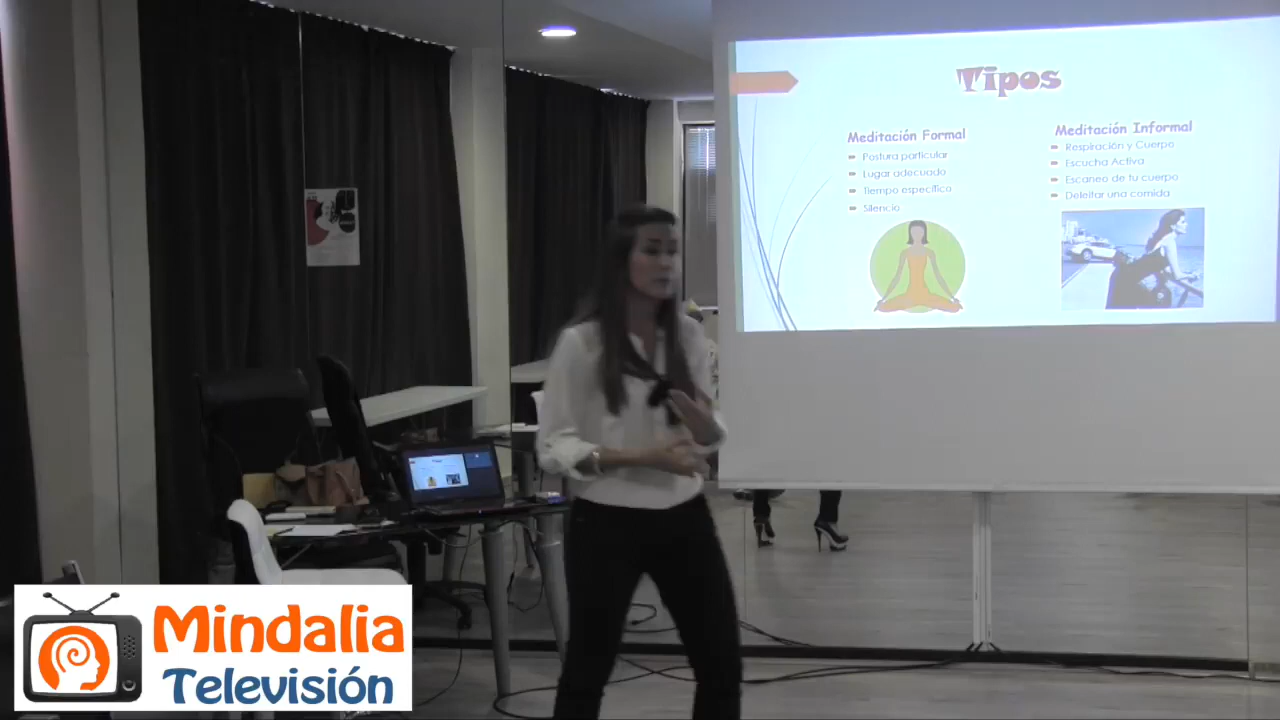 Tipos
Meditación Formal
Postura particular
Lugar adecuado
Tiempo específico
Silencio
Meditación Informal
Respiración y Cuerpo
Escucha Activa
Escaneo de tu cuerpo
Deleitar una comida
Mindalia
Televisión